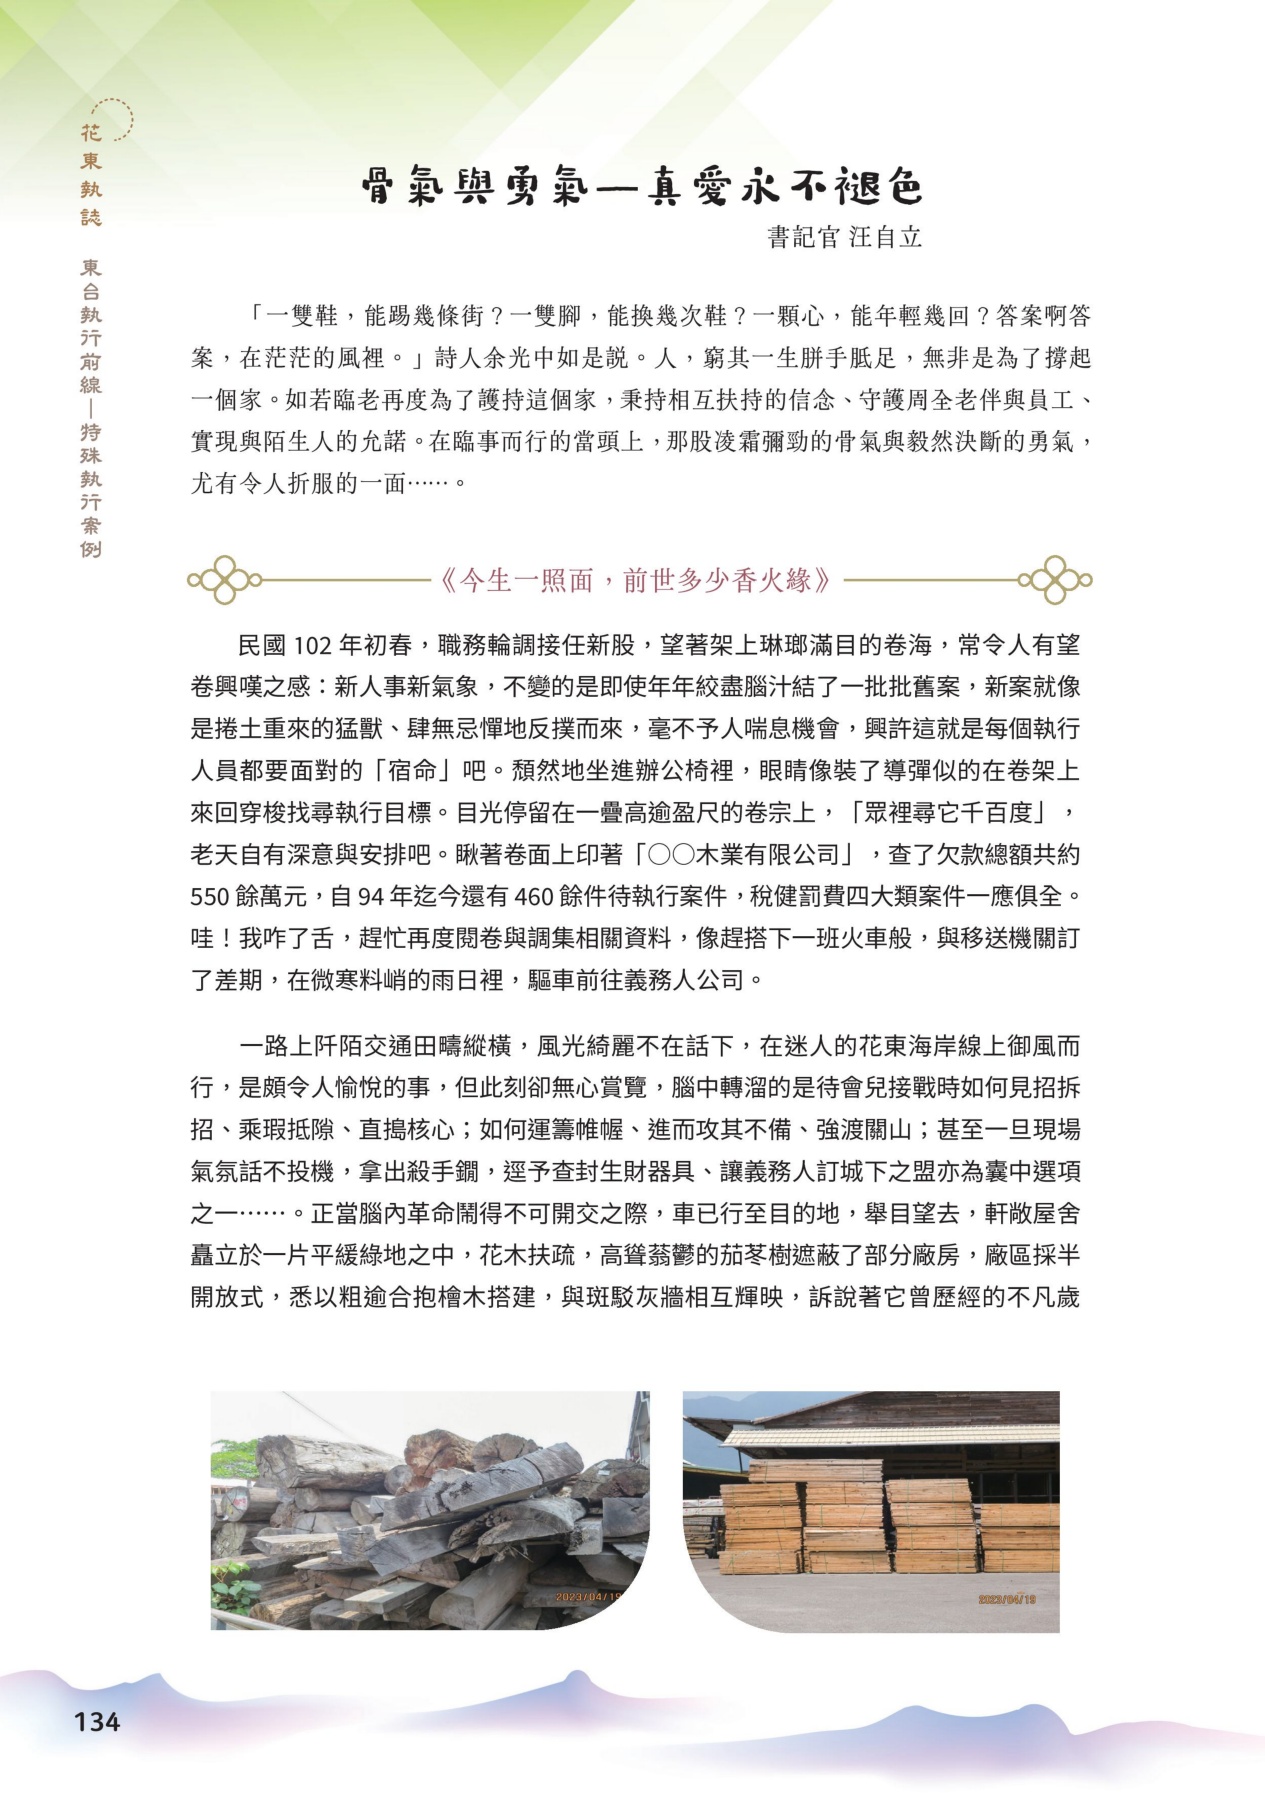 花東執誌 東台執行前線—特殊執行案例
骨氣與勇氣—真愛永不褪色
書記官 汪自立
「一雙鞋，能踢幾條街？一雙腳，能換幾次鞋？一顆心，能年輕幾回？答案啊答
案，在茫茫的風裡。」詩人余光中如是說。人，窮其一生胼手胝足，無非是為了撐起
一個家。如若臨老再度為了護持這個家，秉持相互扶持的信念、守護周全老伴與員工、
實現與陌生人的允諾。在臨事而行的當頭上，那股凌霜彌勁的骨氣與毅然決斷的勇氣，
尤有令人折服的一面……。
《今生一照面，前世多少香火緣》
民國 102 年初春，職務輪調接任新股，望著架上琳瑯滿目的卷海，常令人有望
卷興嘆之感：新人事新氣象，不變的是即使年年絞盡腦汁結了一批批舊案，新案就像
是捲土重來的猛獸、肆無忌憚地反撲而來，毫不予人喘息機會，興許這就是每個執行
人員都要面對的「宿命」吧。頹然地坐進辦公椅裡，眼睛像裝了導彈似的在卷架上
來回穿梭找尋執行目標。目光停留在一疊高逾盈尺的卷宗上，「眾裡尋它千百度」，
老天自有深意與安排吧。瞅著卷面上印著「○○木業有限公司」，查了欠款總額共約
550 餘萬元，自 94 年迄今還有 460 餘件待執行案件，稅健罰費四大類案件一應俱全。
哇！我咋了舌，趕忙再度閱卷與調集相關資料，像趕搭下一班火車般，與移送機關訂
了差期，在微寒料峭的雨日裡，驅車前往義務人公司。
一路上阡陌交通田疇縱橫，風光綺麗不在話下，在迷人的花東海岸線上御風而
行，是頗令人愉悅的事，但此刻卻無心賞覽，腦中轉溜的是待會兒接戰時如何見招拆
招、乘瑕抵隙、直搗核心；如何運籌帷幄、進而攻其不備、強渡關山；甚至一旦現場
氣氛話不投機，拿出殺手鐧，逕予查封生財器具、讓義務人訂城下之盟亦為囊中選項
之一……。正當腦內革命鬧得不可開交之際，車已行至目的地，舉目望去，軒敞屋舍
矗立於一片平緩綠地之中，花木扶疏，高聳蓊鬱的茄苳樹遮蔽了部分廠房，廠區採半
開放式，悉以粗逾合抱檜木搭建，與斑駁灰牆相互輝映，訴說著它曾歷經的不凡歲
2023/04/19
2023/04/19
134